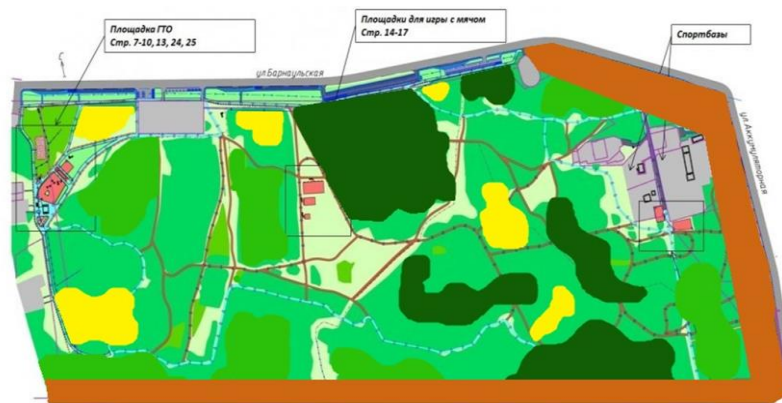 Площадка ГТО
Стр. 7-10, 13, 24, 25
Площадки для игры с мячом
Стр. 14-17
Спортбазы
С
ул.Барнаульская
ул.Аккумуляторная